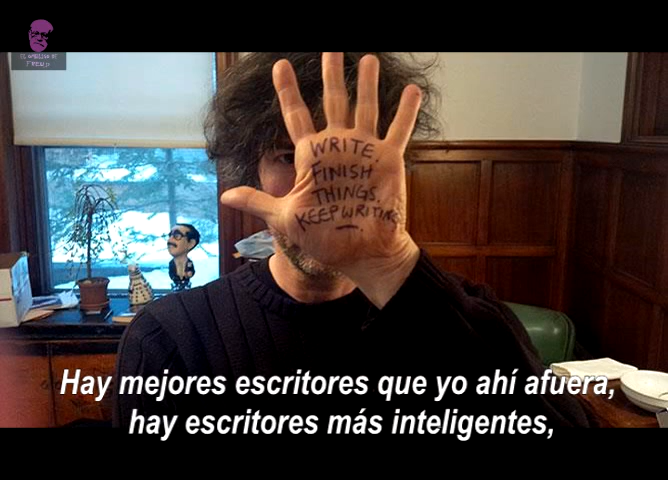 WRITE.
FINISH
THINGS.
KEEP WRITING
Hay mejores escritores que yo ahí afuera,
hay escritores más inteligentes,